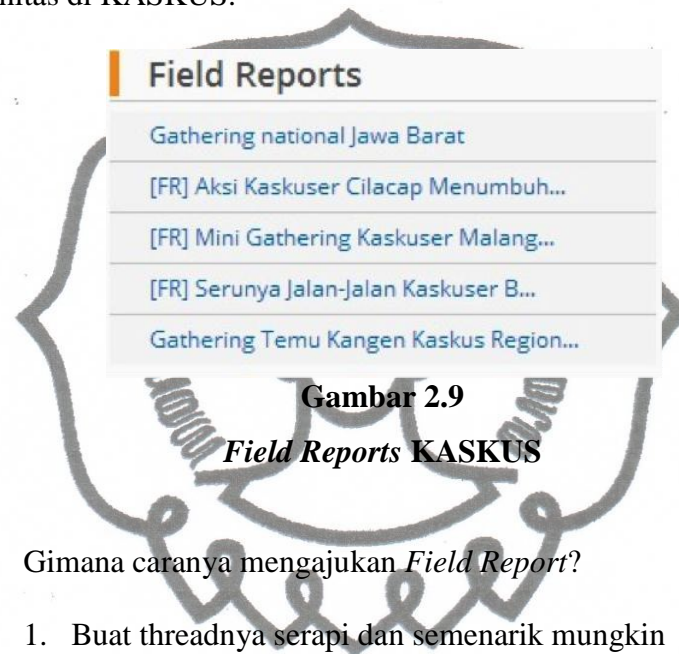 di KASKUS.
Field Reports
Gathering national Jawa Barat
[FR] Aksi Kaskuser Cilacap Menumbuh...
[FR] Mini Gathering Kaskuser Malang...
[FR] Serunya Jalan-Jalan Kaskuser B...
Gathering Temu Kangen Kaskus Region...
Gambar 2.9
Field Reports KASKUS
Gimana caranya mengajukan Field Report?
1. Buat threadnya serapi dan semenarik mungkin